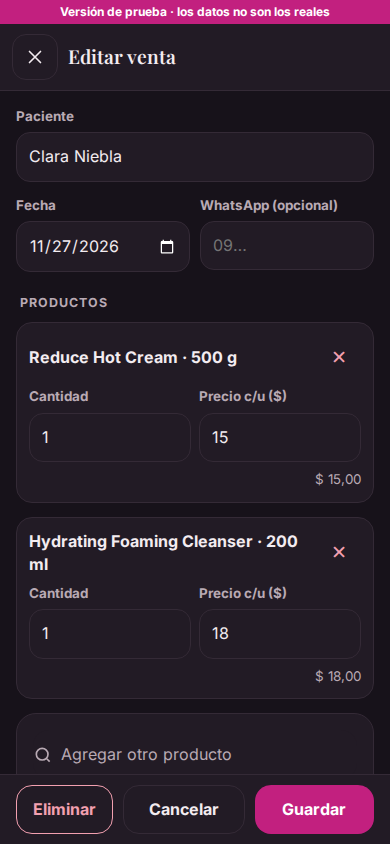 Versión de prueba · los datos no son los reales
Editar venta
Paciente
Clara Niebla
Fecha
WhatsApp (opcional)
11/27/2026
09...
PRODUCTOS
Reduce Hot Cream · 500 g
Cantidad
Precio c/u ($)
1
15
$ 15,00
Hydrating Foaming Cleanser · 200
ml
Cantidad
Precio c/u ($)
1
18
$ 18,00
Agregar otro producto
Eliminar
Cancelar
Guardar